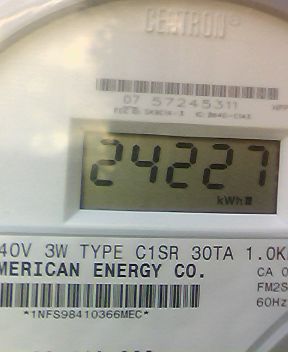 CENTRON
07 57245311
24227
kWh
40V 3W TYPE C1SR 30TA 1.0K
MERICAN ENERGY CO.
CA 0
FM2S
60Hz
*1NFS98410366MEC*